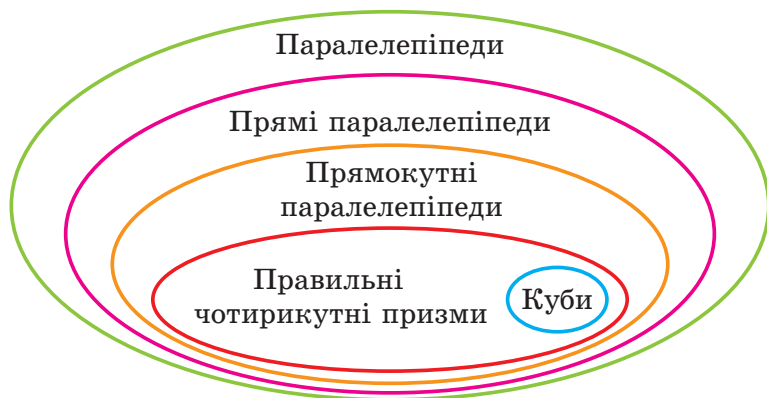 Паралелепіпеди
Прямі паралелепіпеди
Прямокутні
паралелепіпеди
Правильні
чотирикутні призми
Куби